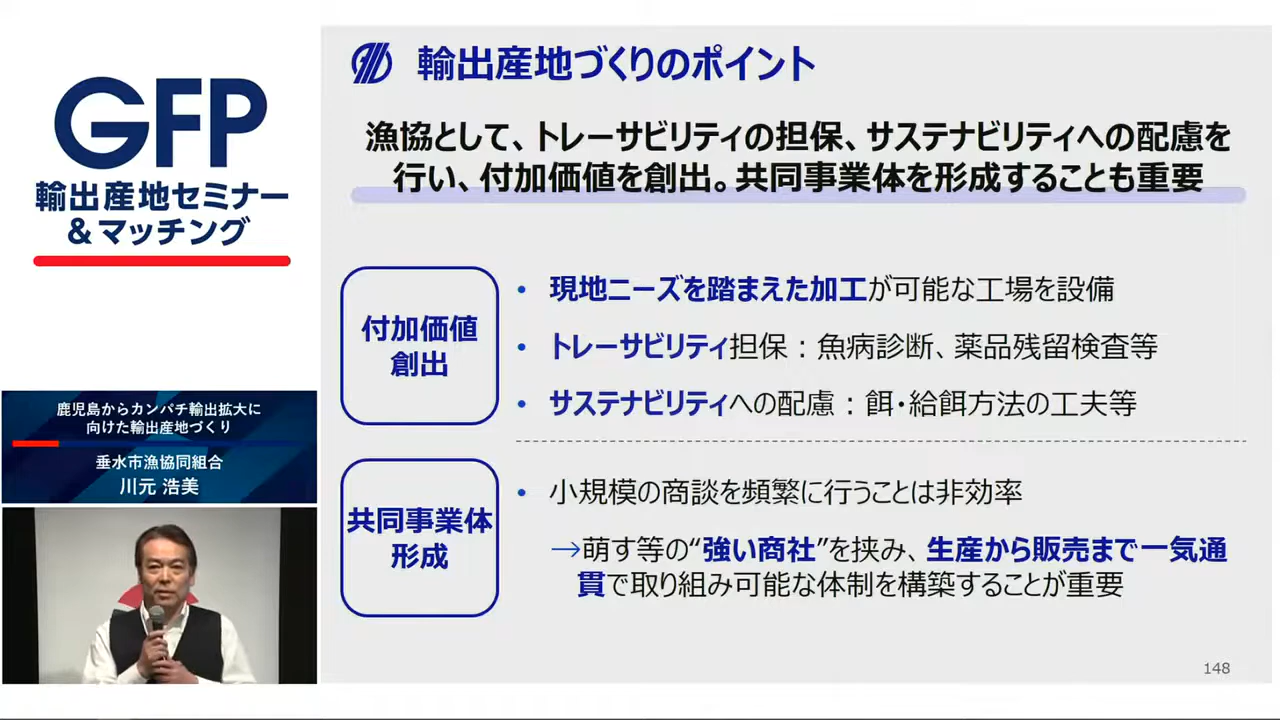 GFP
輸出産地セミナー
&マッチング
鹿児島からカンパチ輸出拡大に
向けた輸出産地づくり
垂水市漁協同組合
川元 浩美
輸出産地づくりのポイント
漁協として、トレーサビリティの担保、サステナビリティへの配慮を
行い、付加価値を創出。共同事業体を形成することも重要
付加価値
創出
• 現地ニーズを踏まえた加工が可能な工場を設備
• トレーサビリティ担保：魚病診断、薬品残留検査等
• サステナビリティへの配慮：餌・給餌方法の工夫等
共同事業体
形成
• 小規模の商談を頻繁に行うことは非効率
→萌す等の“強い商社”を挟み、生産から販売まで一気通
貫で取り組み可能な体制を構築することが重要
148